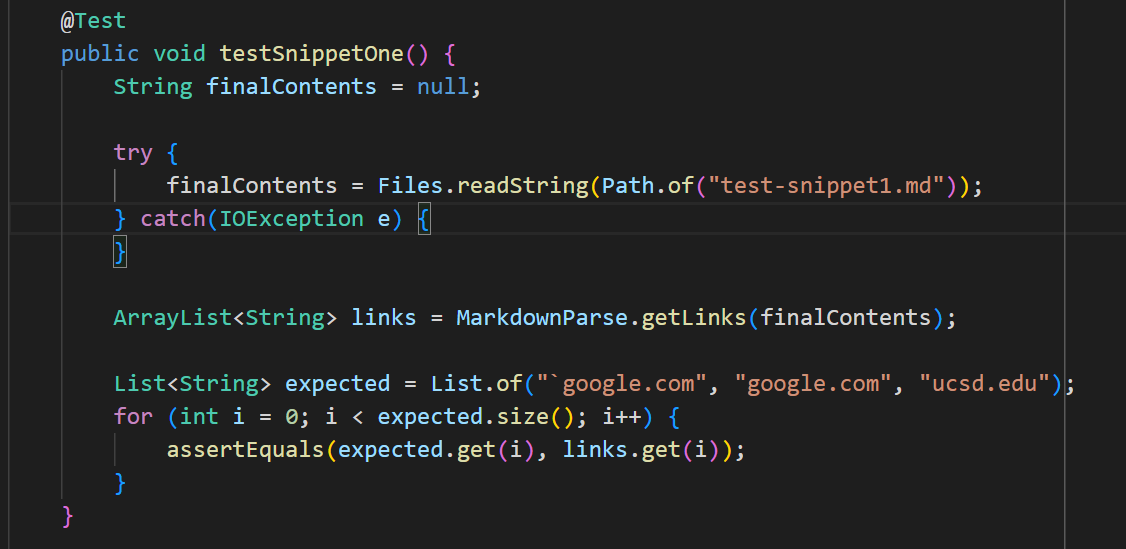 @Test
public void testSnippetOne() {
String finalContents = null;
try {
finalContents = Files.readString(Path.of("test-snippet1.md"));
} catch(IOException e) {
}
ArrayList<String> links = MarkdownParse.getLinks(finalContents);
List<String> expected = List.of("`google.com", "google.com", "ucsd.edu");
for (int i = 0; i < expected.size(); i++) {
assertEquals(expected.get(i), links.get(i));
}
}